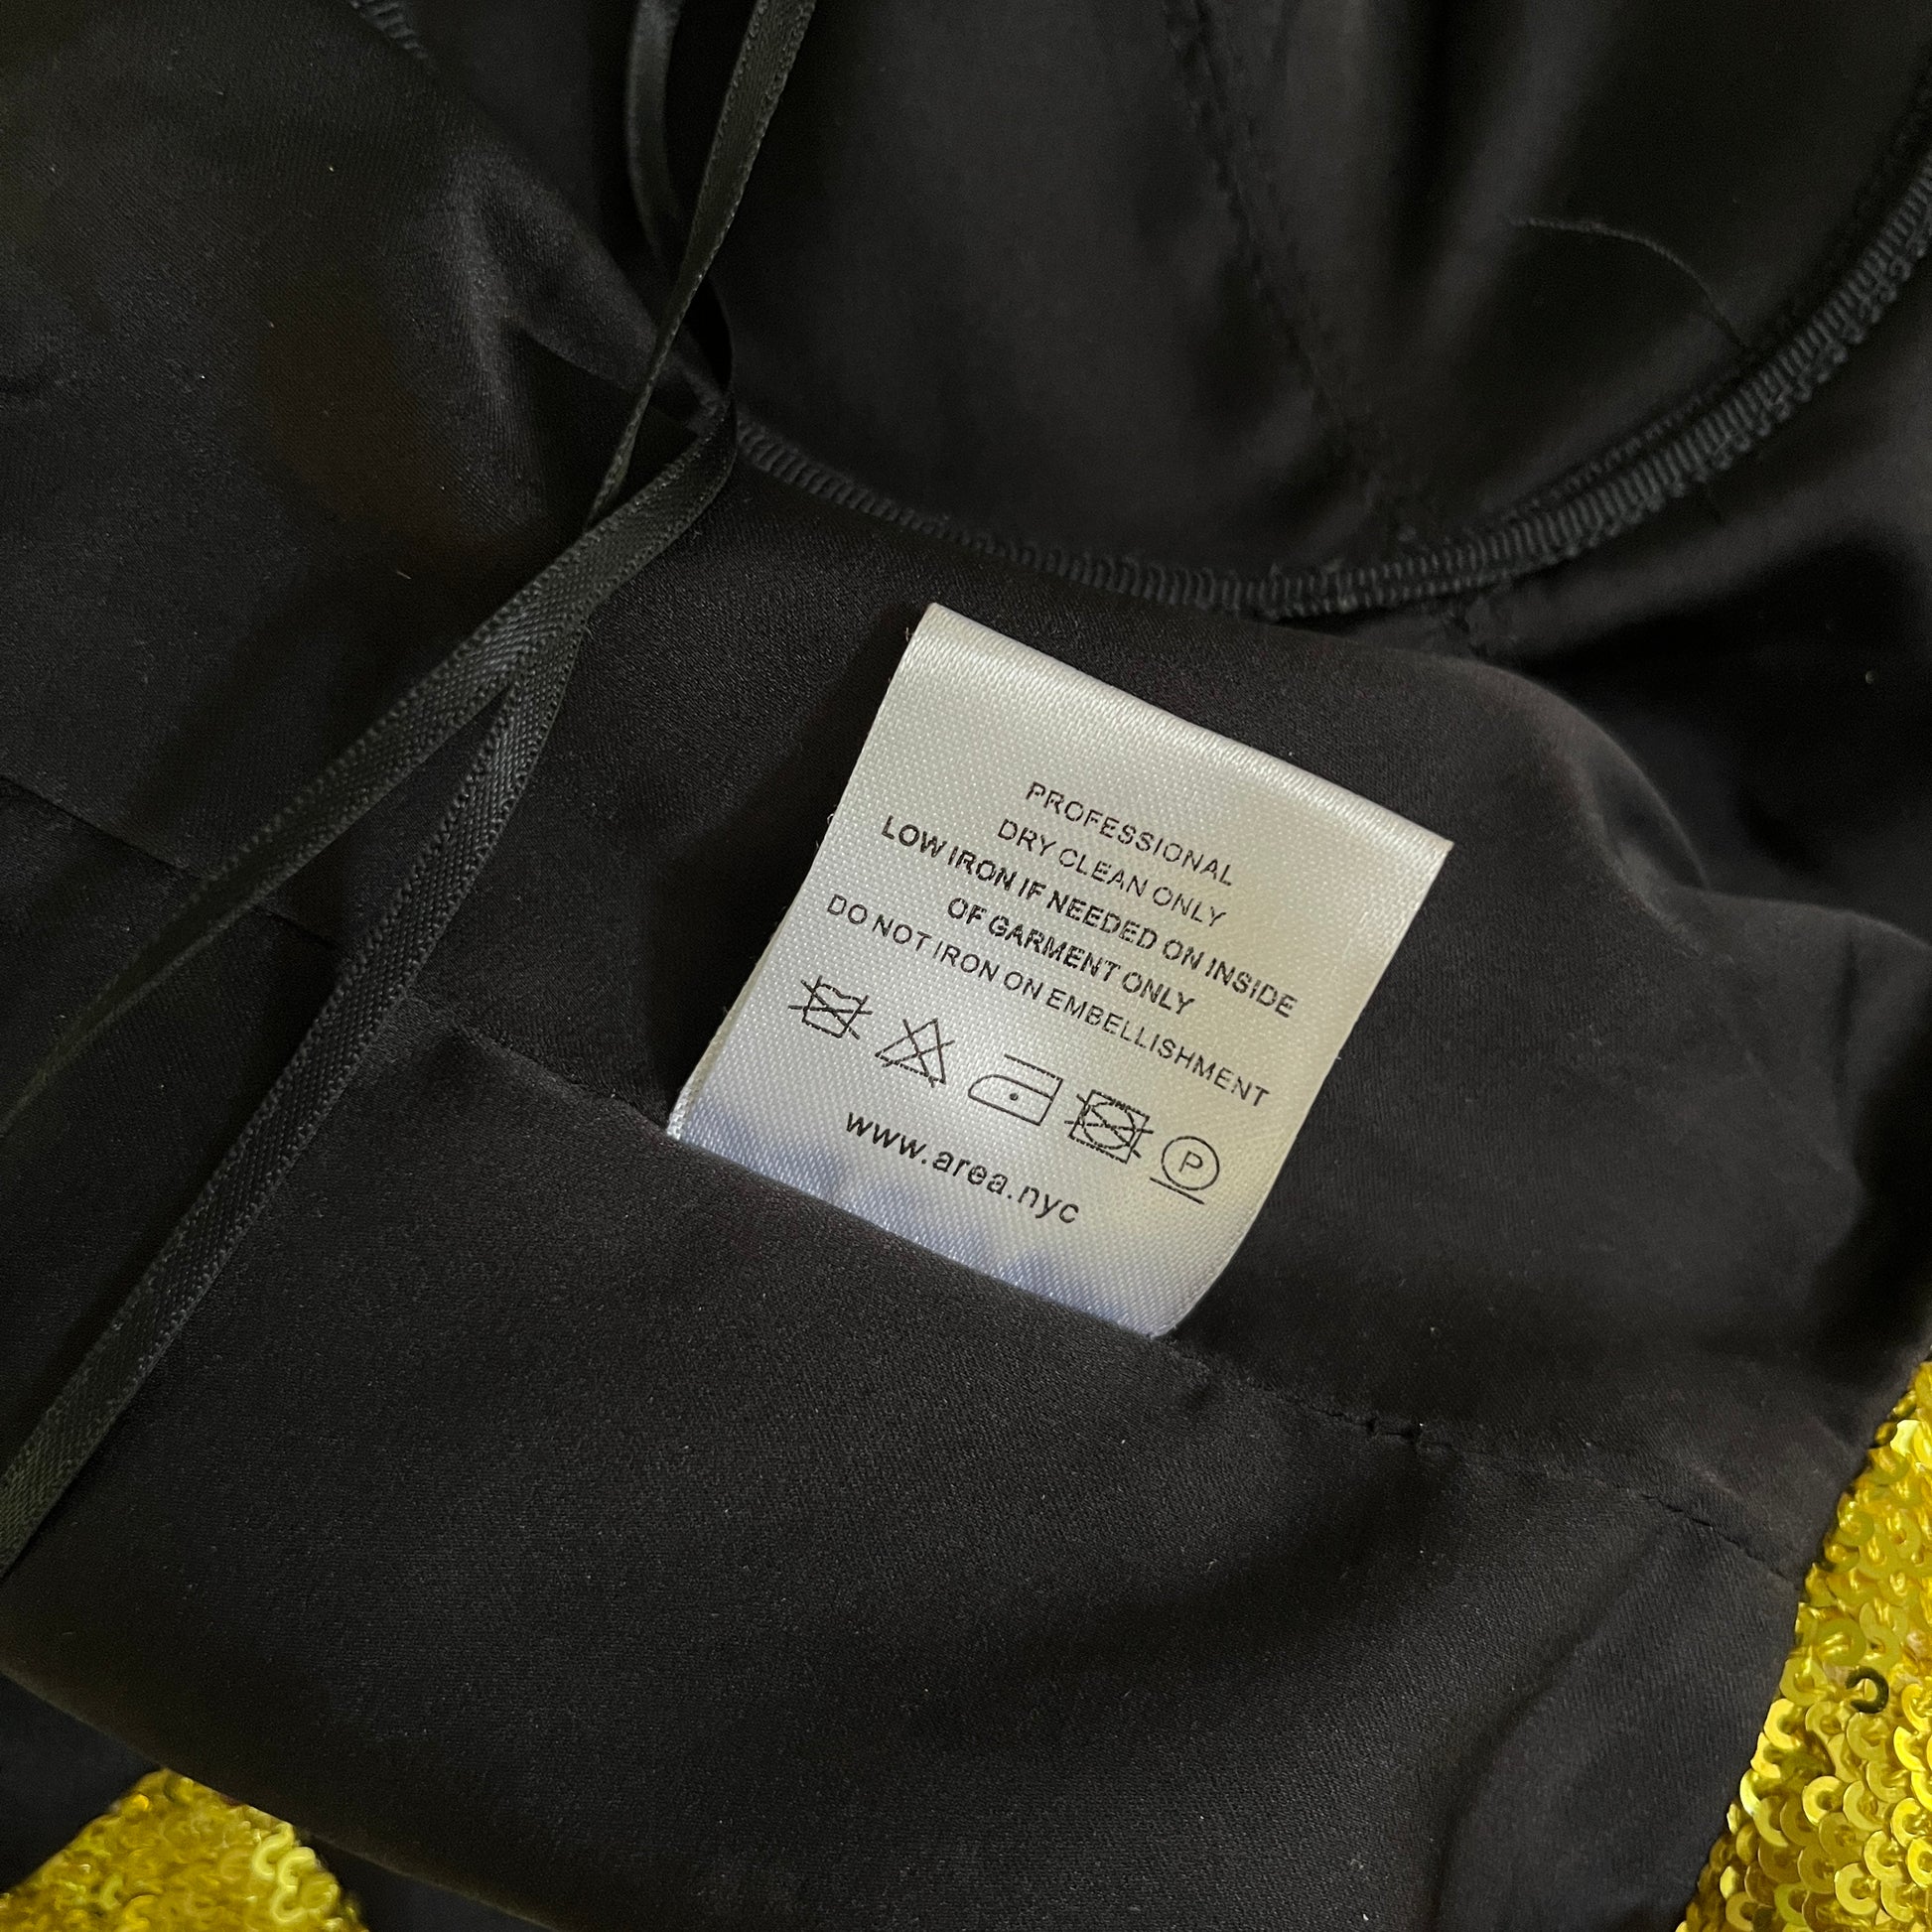 PROFESSIONAL
DRY CLEAN ONLY
LOW IRON IF NEEDED ON INSIDE
OF GARMENT ONLY
DO NOT IRON ON EMBELLISHMENT
P
www.area.nyc